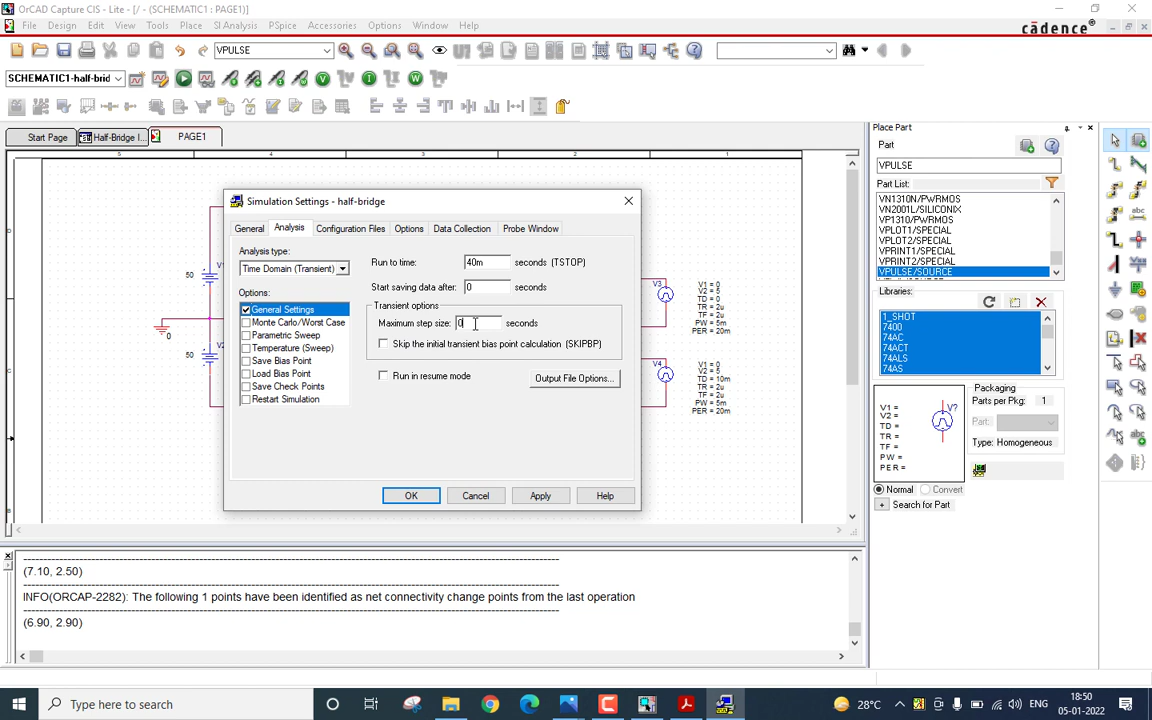 OrCAD Capture CIS - Lite - [/ - (SCHEMATIC1 : PAGE1)]
File Design Edit View Tools Place SI Analysis PSpice Accessories Options Window Help
cādence®
VPULSE
SCHEMATIC1-half-brid
Start Page
Half-Bridge I...
PAGE1
5 4 3 2 1
Place Part
Part
VPULSE
Part List:
VN1310N/PWRMOS
VN2001L/SILICONIX
VP1310/PWRMOS
VPLOT1/SPECIAL
VPLOT2/SPECIAL
VPRINT1/SPECIAL
VPRINT2/SPECIAL
VPULSE/SOURCE
Libraries:
1_SHOT
7400
74AC
74ACT
74ALS
74AS
Packaging
Parts per Pkg: 1
Part:
Type: Homogeneous
V1 =
V2 =
TD =
TR =
TF =
PW =
PER =
V?
Normal Convert
Search for Part
Simulation Settings - half-bridge
General Analysis Configuration Files Options Data Collection Probe Window
Analysis type:
Time Domain (Transient)
Options:
General Settings
Monte Carlo/Worst Case
Parametric Sweep
Temperature (Sweep)
Save Bias Point
Load Bias Point
Save Check Points
Restart Simulation
Run to time: 40m seconds (TSTOP)
Start saving data after: 0 seconds
Transient options
Maximum step size: 0 seconds
Skip the initial transient bias point calculation (SKIPBP)
Run in resume mode
Output File Options...
OK Cancel Apply Help
50
V1
0
50
V2
V3
V1 = 0
V2 = 5
TD = 0
TR = 2u
TF = 2u
PW = 5m
PER = 20m
V4
V1 = 0
V2 = 5
TD = 10m
TR = 2u
TF = 2u
PW = 5m
PER = 20m
(7.10, 2.50)
INFO(ORCAP-2282): The following 1 points have been identified as net connectivity change points from the last operation
(6.90, 2.90)
Type here to search
28°C
ENG
18:50
05-01-2022